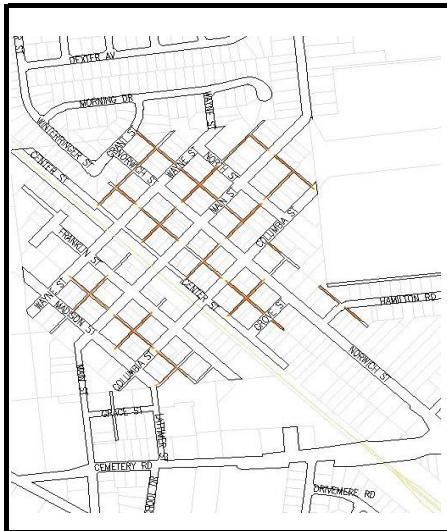 DEXTER AV
MORNING DR
WAYNE ST
WINTERRINGER ST
GRANT ST
NORWICH ST
CENTER ST
WAYNE ST
NORTH ST
MAIN ST
COLUMBIA ST
FRANKLIN ST
WAYNE ST
MADISON ST
CENTER ST
GROVE ST
HAMILTON RD
NORWICH ST
COLUMBIA ST
MAIN ST
GRACE ST
LATTIMER ST
CEMETERY RD
DRIVEMERE RD